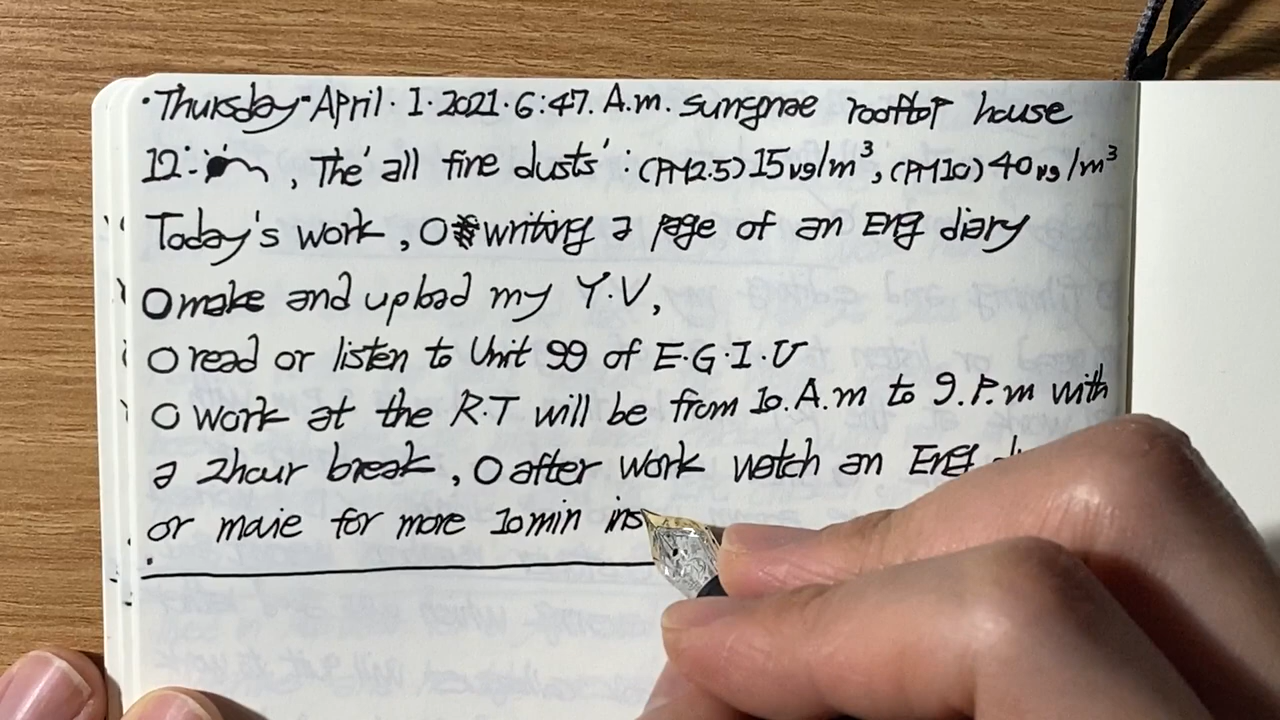 ·Thursday-April·1·2021·6:47. A.m. sungnae rooftop house
12: , The 'all fine dusts' : (PM2.5) 15ug/m³, (PM10) 40ug/m³
Today's work, O writing a page of an Eng diary
O make and upload my Y·V,
O read or listen to Unit 99 of E·G·I·U
O work at the R·T will be from 10.A.m to 9.P.m with
a 2hour break, O after work watch an Eng
or movie for more 10min ins